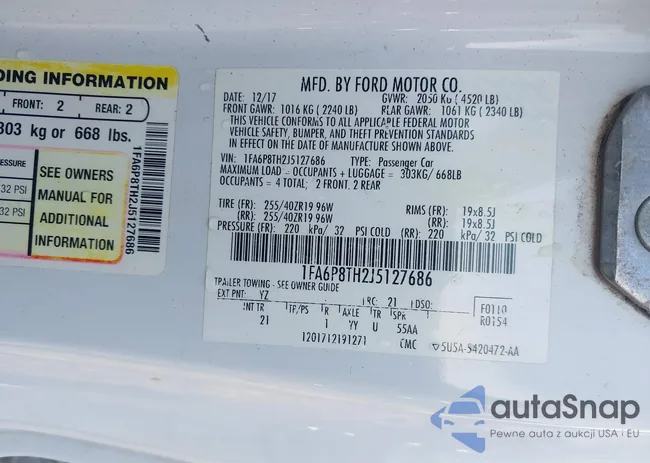 DING INFORMATION
FRONT: 2 REAR: 2
303 kg or 668 lbs.
PRESSURE
32 PSI
32 PSI
SEE OWNERS
MANUAL FOR
ADDITIONAL
INFORMATION
1FA6P8TH2J5127686
MFD. BY FORD MOTOR CO.
DATE: 12/17 GVWR: 2050 KG ( 4520 LB)
FRONT GAWR: 1016 KG ( 2240 LB) REAR GAWR: 1061 KG ( 2340 LB)
THIS VEHICLE CONFORMS TO ALL APPLICABLE FEDERAL MOTOR
VEHICLE SAFETY, BUMPER, AND THEFT PREVENTION STANDARDS
IN EFFECT ON THE DATE OF MANUFACTURE SHOWN ABOVE.
VIN: 1FA6P8TH2J5127686 TYPE: Passenger Car
MAXIMUM LOAD = OCCUPANTS + LUGGAGE = 303KG/ 668LB
OCCUPANTS = 4 TOTAL; 2 FRONT, 2 REAR
TIRE (FR): 255/40ZR19 96W RIMS (FR): 19x8.5J
(RR): 255/40ZR19 96W (RR): 19x8.5J
PRESSURE (FR): 220 kPa/ 32 PSI COLD (RR): 220 kPa/ 32 PSI COLD
1FA6P8TH2J5127686
TRAILER TOWING - SEE OWNER GUIDE
EXT PNT: YZ RC: 21 DSO: F0110
INT TR TP/PS R AXLE TR SPR R0154
21 1 YY U 55AA
1201712191271 CMC ▽5U5A-5420472-AA
autaSnap
Pewne auta z aukcji USA i EU